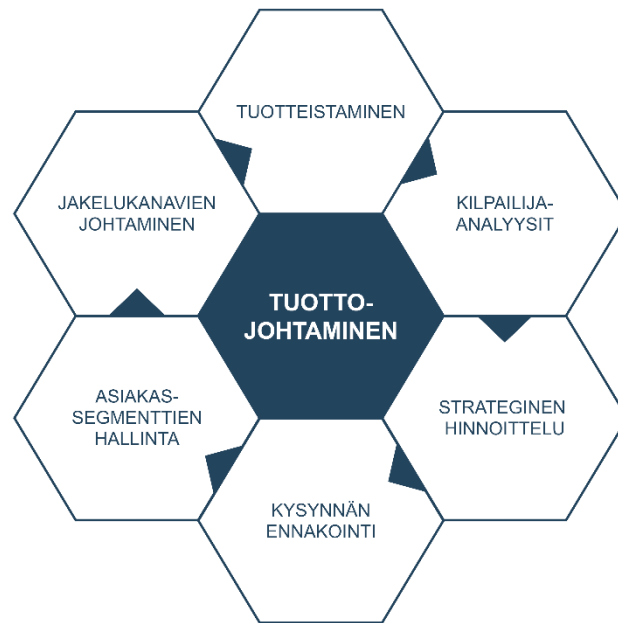 TUOTTEISTAMINEN
KILPAILIJA-
ANALYYSIT
STRATEGINEN
HINNOITTELU
KYSYNNÄN
ENNAKOINTI
ASIAKAS-
SEGMENTTIEN
HALLINTA
JAKELUKANAVIEN
JOHTAMINEN
TUOTTO-
JOHTAMINEN